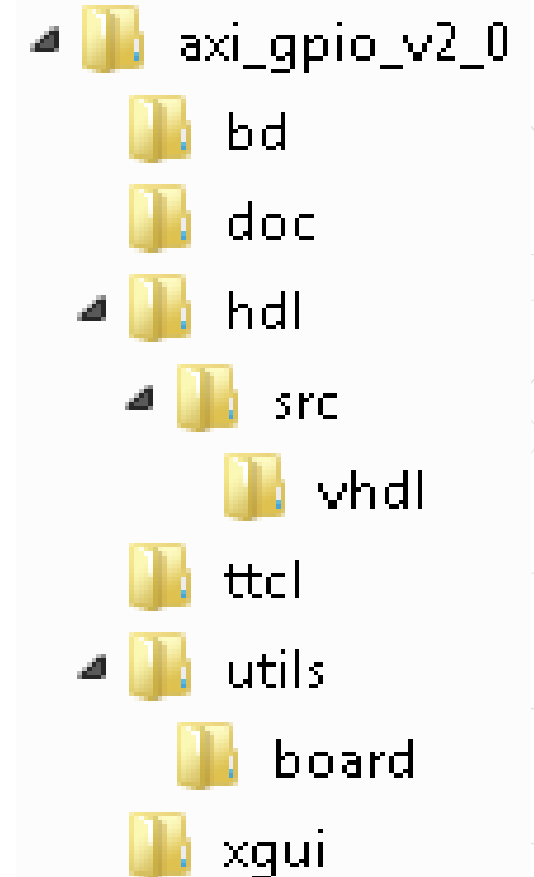 axi_gpio_v2_0
bd
doc
hdl
src
vhdl
ttcl
utils
board
xgui